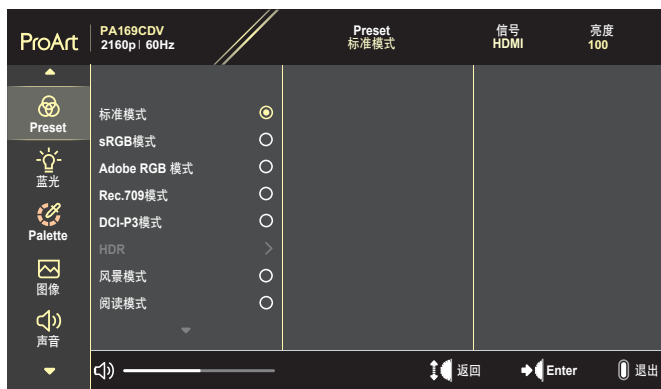 ProArt
PA169CDV
2160p | 60Hz
Preset
标准模式
信号
HDMI
亮度
100
Preset
蓝光
Palette
图像
声音
标准模式
sRGB模式
Adobe RGB 模式
Rec.709模式
DCI-P3模式
HDR
风景模式
阅读模式
返回
Enter
退出